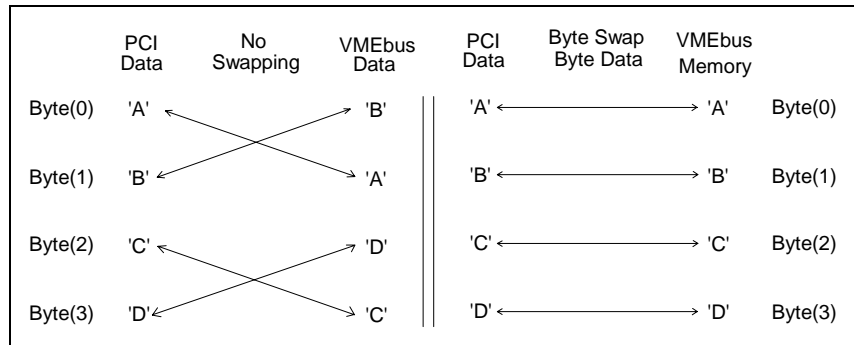 PCI No VMEbus PCI Byte Swap VMEbus
Data Swapping Data Data Byte Data Memory
Byte(0) 'A' 'B' 'A' 'A' Byte(0)
Byte(1) 'B' 'A' 'B' 'B' Byte(1)
Byte(2) 'C' 'D' 'C' 'C' Byte(2)
Byte(3) 'D' 'C' 'D' 'D' Byte(3)